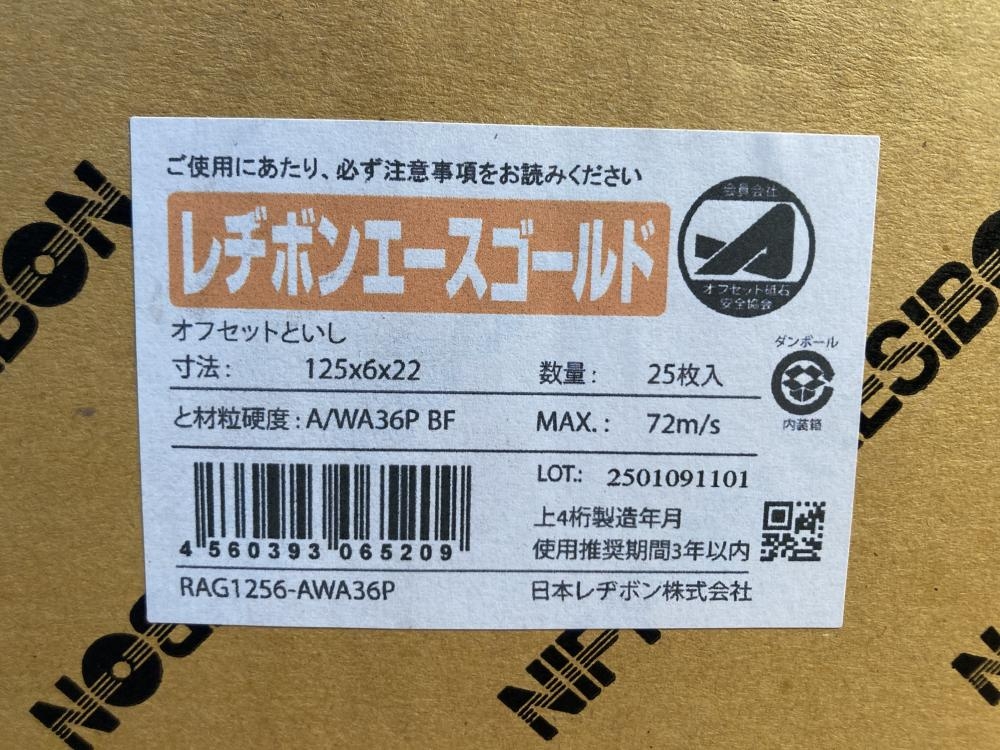 ご使用にあたり、必ず注意事項をお読みください
レヂボンエースゴールド
会員会社
オフセット砥石
安全協会
オフセットといし
寸法: 125x6x22 数量: 25枚入
ダンボール
内装箱
と材粒硬度: A/WA36P BF MAX.: 72m/s
LOT.: 2501091101
上4桁製造年月
使用推奨期間3年以内
4 560393 065209
RAG1256-AWA36P 日本レヂボン株式会社